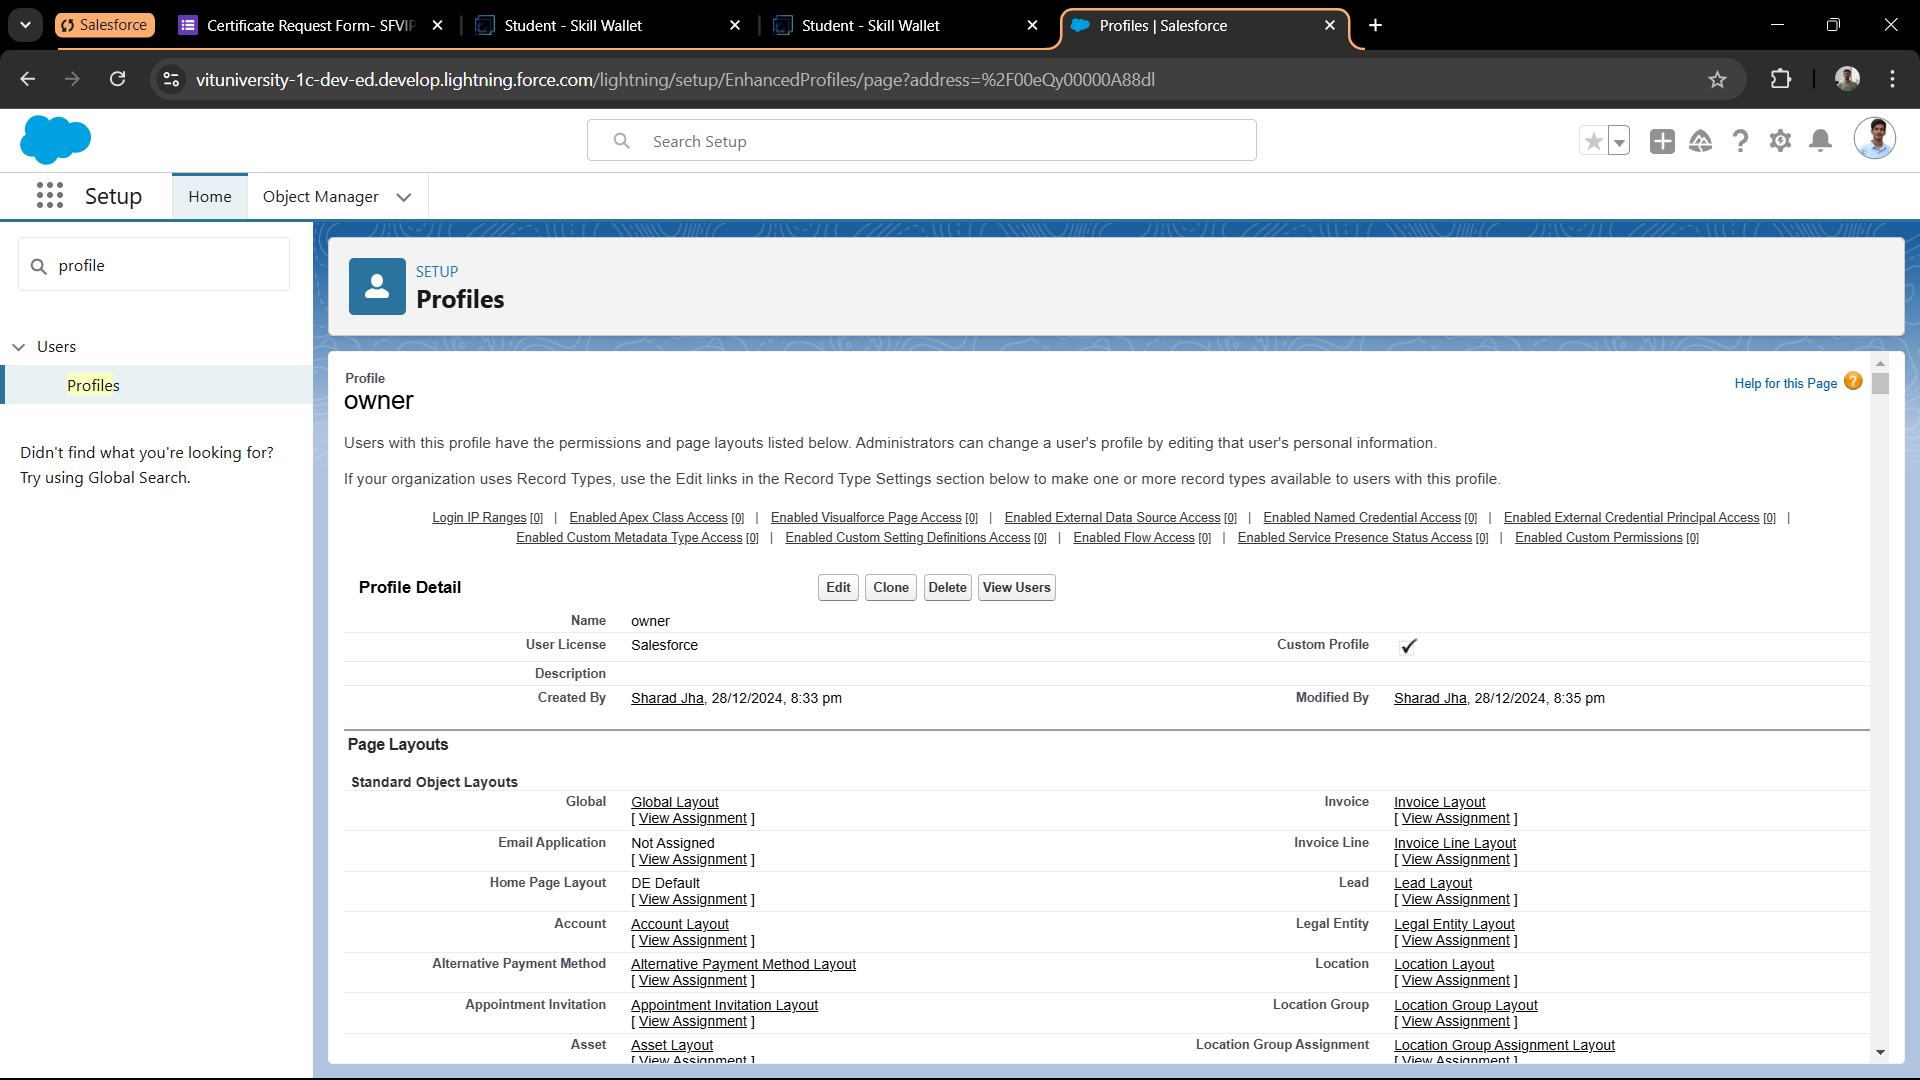 Salesforce
Certificate Request Form- SFVIP
Student - Skill Wallet
Student - Skill Wallet
Profiles | Salesforce
vituniversity-1c-dev-ed.develop.lightning.force.com/lightning/setup/EnhancedProfiles/page?address=%2F00eQy00000A88dl
Search Setup
Setup
Home
Object Manager
profile
Users
Profiles
Didn't find what you're looking for?
Try using Global Search.
SETUP
Profiles
Profile
owner
Help for this Page
Users with this profile have the permissions and page layouts listed below. Administrators can change a user's profile by editing that user's personal information.
If your organization uses Record Types, use the Edit links in the Record Type Settings section below to make one or more record types available to users with this profile.
Login IP Ranges [0] | Enabled Apex Class Access [0] | Enabled Visualforce Page Access [0] | Enabled External Data Source Access [0] | Enabled Named Credential Access [0] | Enabled External Credential Principal Access [0] |
Enabled Custom Metadata Type Access [0] | Enabled Custom Setting Definitions Access [0] | Enabled Flow Access [0] | Enabled Service Presence Status Access [0] | Enabled Custom Permissions [0]
Profile Detail Edit Clone Delete View Users
Name owner
User License Salesforce Custom Profile
Description
Created By Sharad Jha, 28/12/2024, 8:33 pm Modified By Sharad Jha, 28/12/2024, 8:35 pm
Page Layouts
Standard Object Layouts
Global Global Layout Invoice Invoice Layout
[ View Assignment ] [ View Assignment ]
Email Application Not Assigned Invoice Line Invoice Line Layout
[ View Assignment ] [ View Assignment ]
Home Page Layout DE Default Lead Lead Layout
[ View Assignment ] [ View Assignment ]
Account Account Layout Legal Entity Legal Entity Layout
[ View Assignment ] [ View Assignment ]
Alternative Payment Method Alternative Payment Method Layout Location Location Layout
[ View Assignment ] [ View Assignment ]
Appointment Invitation Appointment Invitation Layout Location Group Location Group Layout
[ View Assignment ] [ View Assignment ]
Asset Asset Layout Location Group Assignment Location Group Assignment Layout
[ View Assignment ] [ View Assignment ]